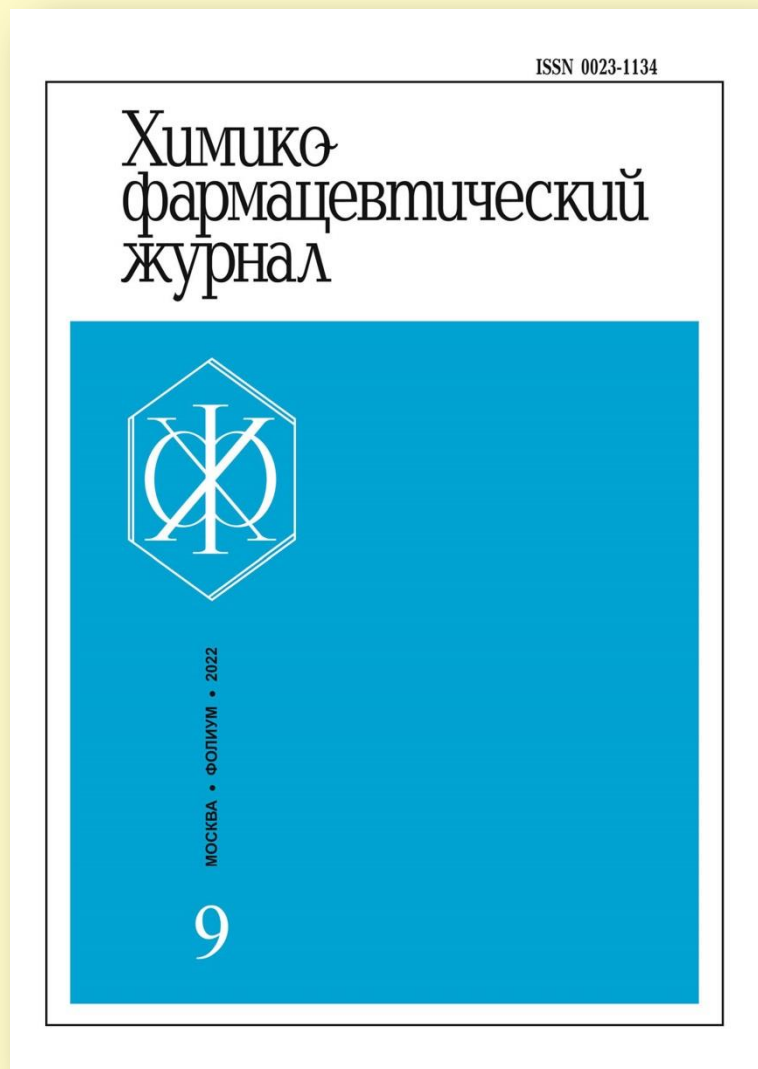 ISSN 0023-1134
Химико-
фармацевтический
журнал
МОСКВА • ФОЛИУМ • 2022
9